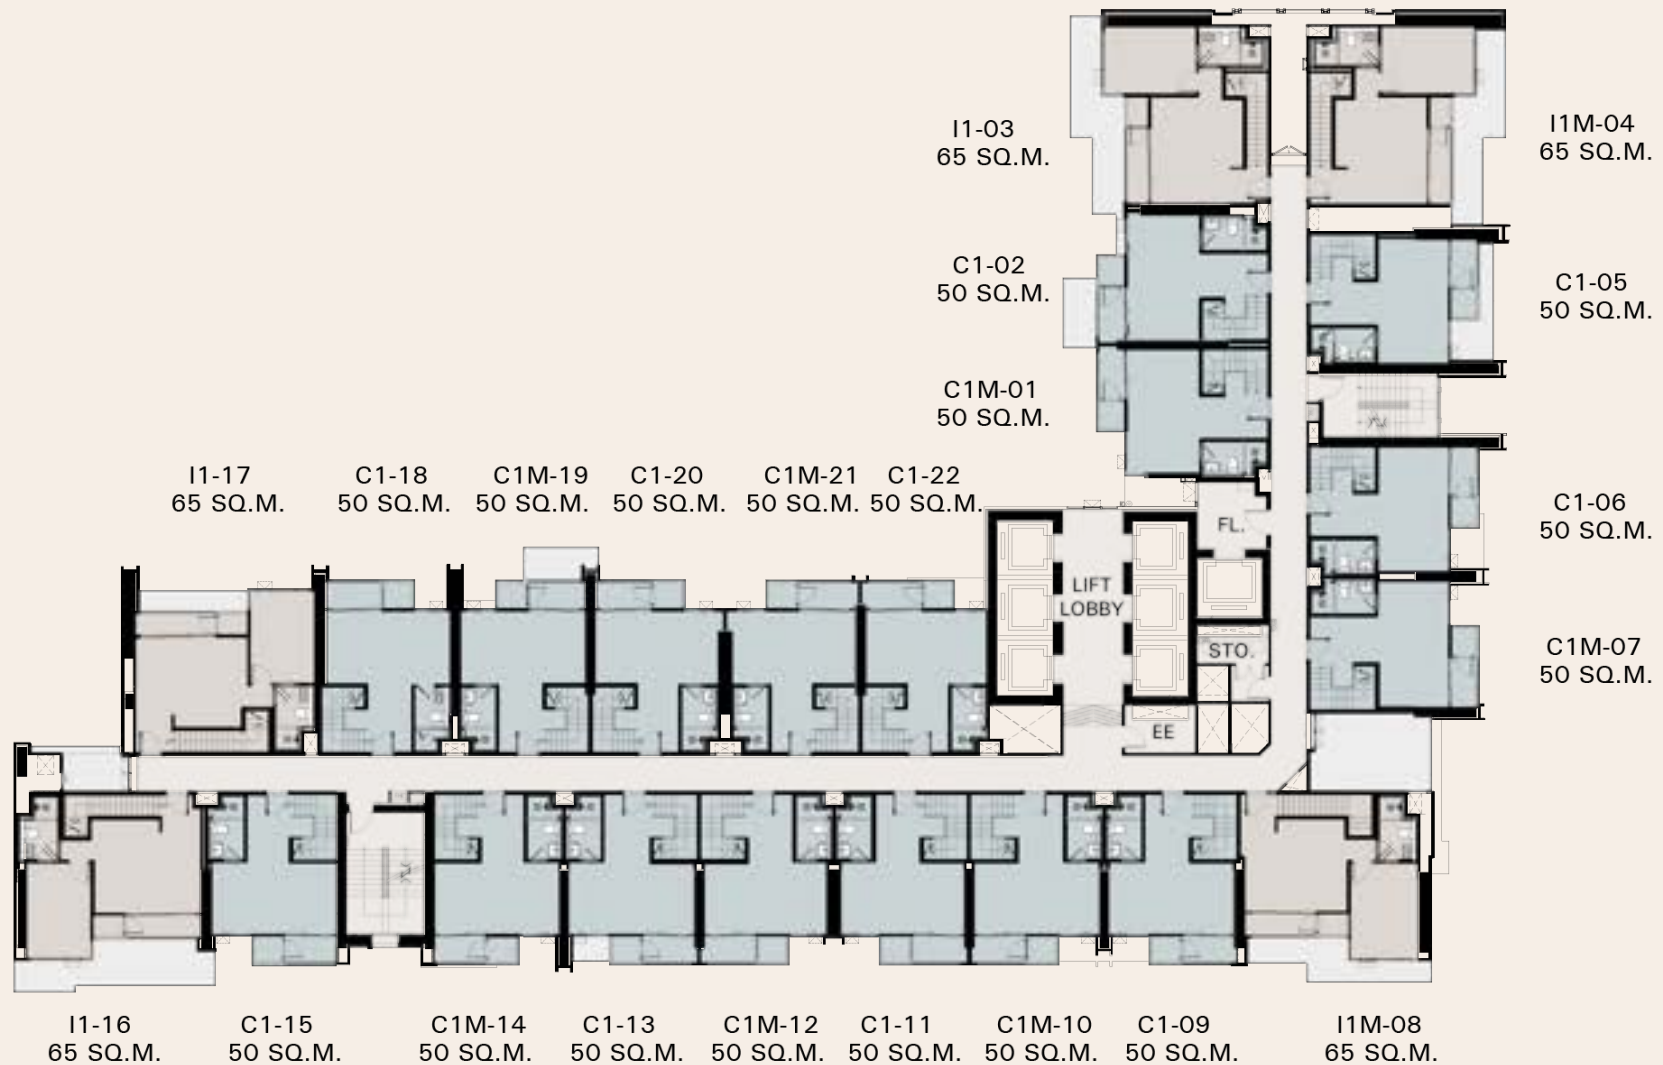 I1-03
65 SQ.M.
I1M-04
65 SQ.M.
C1-02
50 SQ.M.
C1-05
50 SQ.M.
C1M-01
50 SQ.M.
I1-17
65 SQ.M.
C1-18
50 SQ.M.
C1M-19
50 SQ.M.
C1-20
50 SQ.M.
C1M-21
50 SQ.M.
C1-22
50 SQ.M.
C1-06
50 SQ.M.
FL.
LIFT
LOBBY
STO.
EE
C1M-07
50 SQ.M.
I1-16
65 SQ.M.
C1-15
50 SQ.M.
C1M-14
50 SQ.M.
C1-13
50 SQ.M.
C1M-12
50 SQ.M.
C1-11
50 SQ.M.
C1M-10
50 SQ.M.
C1-09
50 SQ.M.
I1M-08
65 SQ.M.